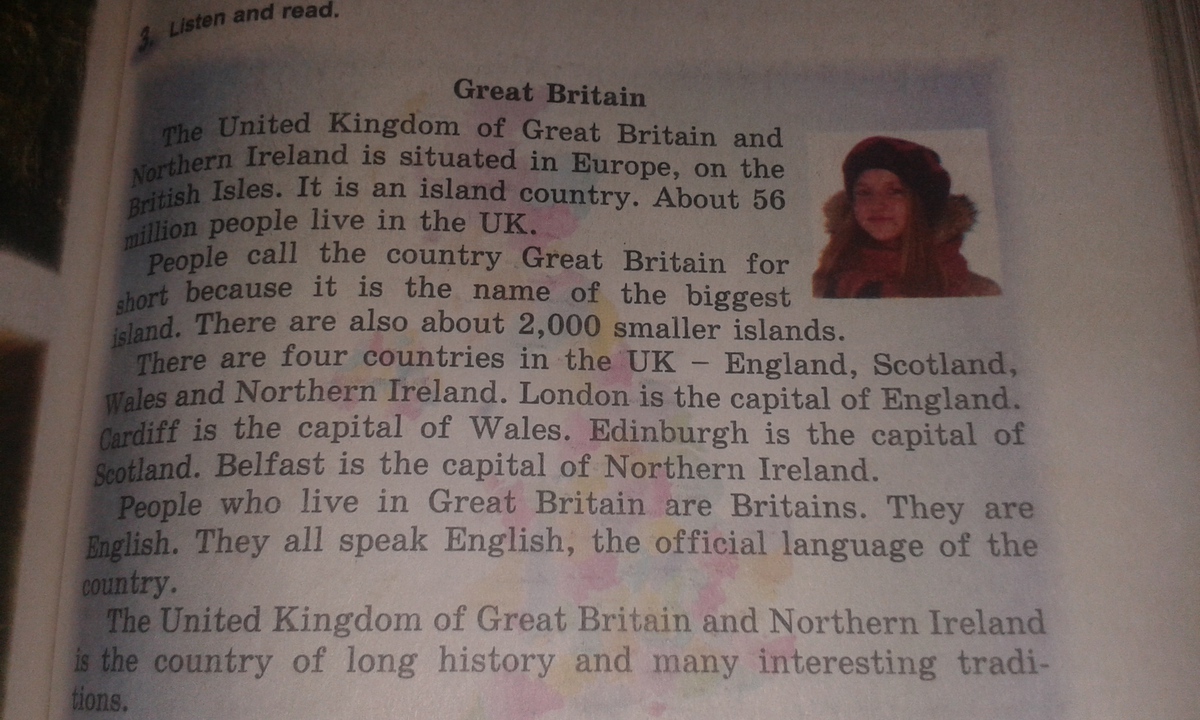 3. Listen and read.
Great Britain
The United Kingdom of Great Britain and
Northern Ireland is situated in Europe, on the
British Isles. It is an island country. About 56
million people live in the UK.
People call the country Great Britain for
short because it is the name of the biggest
island. There are also about 2,000 smaller islands.
There are four countries in the UK – England, Scotland,
Wales and Northern Ireland. London is the capital of England.
Cardiff is the capital of Wales. Edinburgh is the capital of
Scotland. Belfast is the capital of Northern Ireland.
People who live in Great Britain are Britains. They are
English. They all speak English, the official language of the
country.
The United Kingdom of Great Britain and Northern Ireland
is the country of long history and many interesting tradi-
tions.